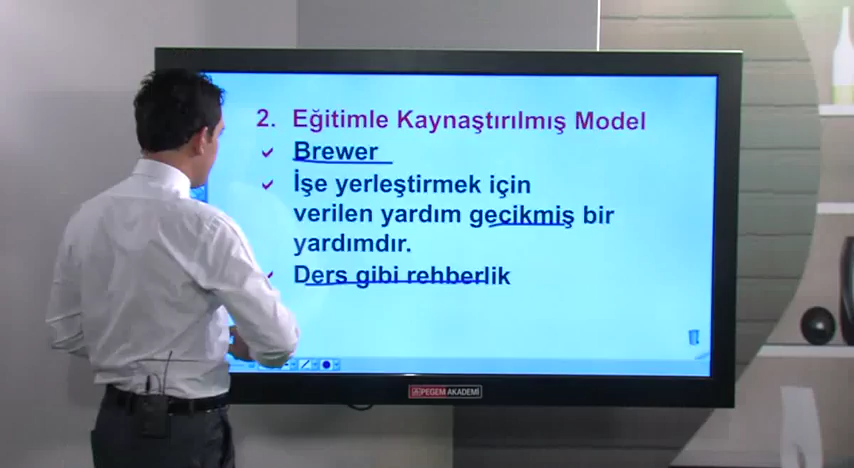 2. Eğitimle Kaynaştırılmış Model
Brewer
İşe yerleştirmek için
verilen yardım gecikmiş bir
yardımdır.
Ders gibi rehberlik
PEGEM AKADEMİ